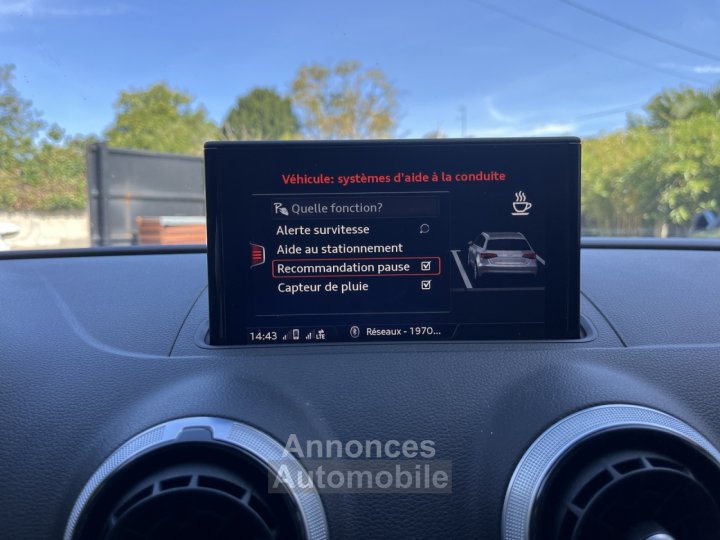 Véhicule: systèmes d'aide à la conduite
Quelle fonction?
Alerte survitesse
Aide au stationnement
Recommandation pause
Capteur de pluie
14:43
LTE
Réseaux - 1970...
Annonces
Automobile